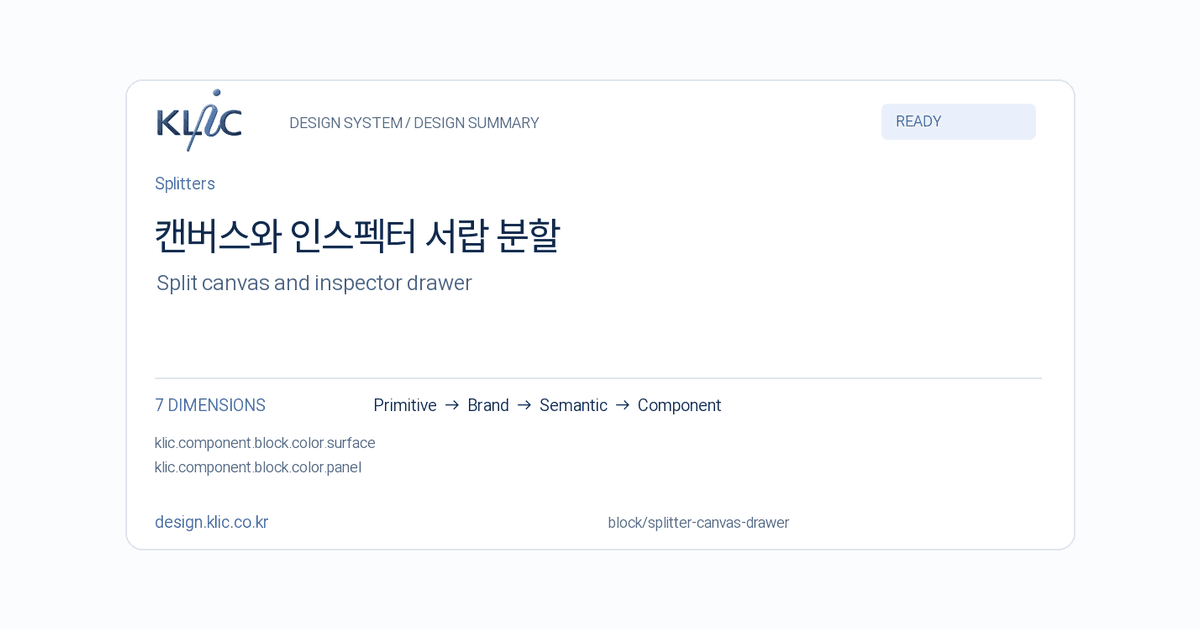 KLiC
DESIGN SYSTEM / DESIGN SUMMARY
READY
Splitters
캔버스와 인스펙터 서랍 분할
Split canvas and inspector drawer
7 DIMENSIONS
Primitive → Brand → Semantic → Component
klic.component.block.color.surface
klic.component.block.color.panel
design.klic.co.kr
block/splitter-canvas-drawer